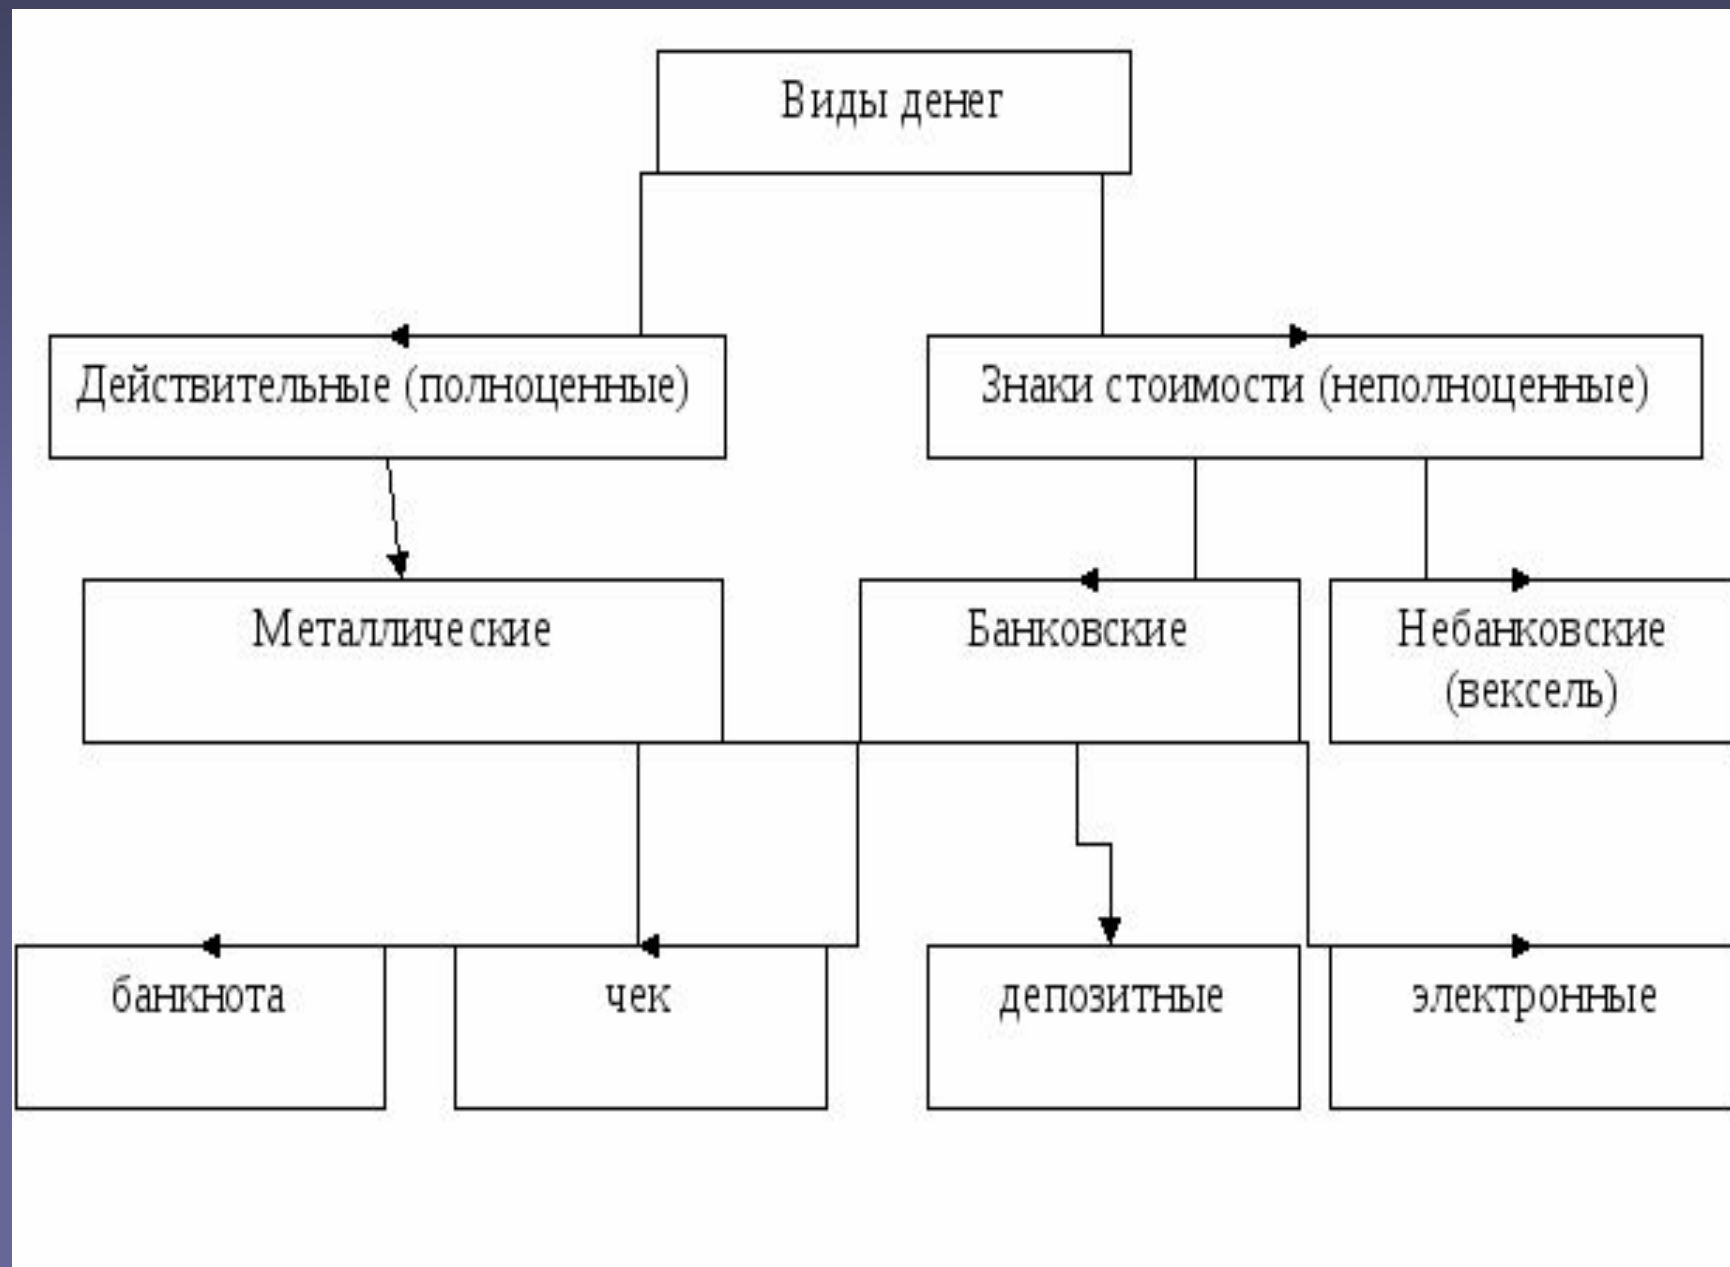 Виды денег
Действительные (полноценные)
Знаки стоимости (неполноценные)
Металлические
Банковские
Небанковские
(вексель)
банкнота
чек
депозитные
электронные